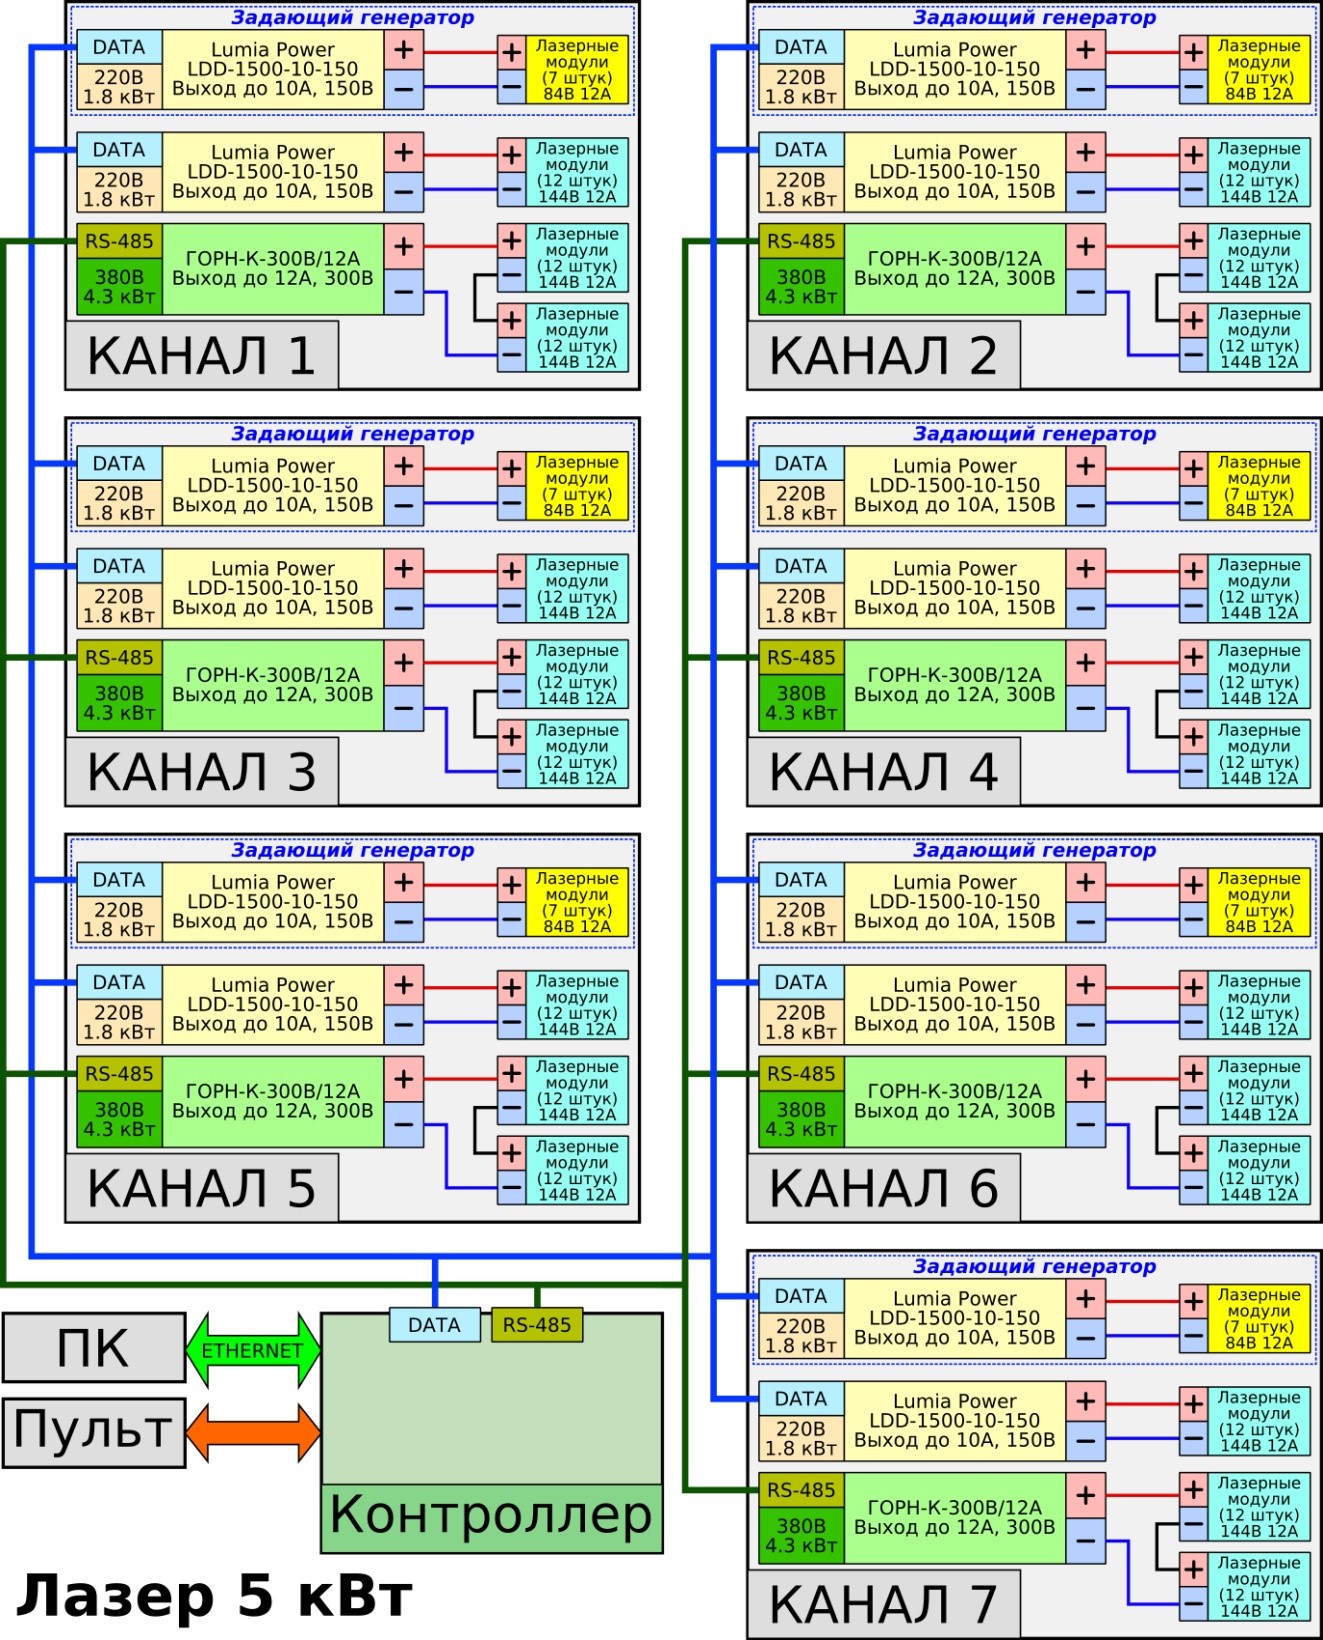 Задающий генератор
DATA
220В
1.8 кВт
Lumia Power
LDD-1500-10-150
Выход до 10А, 150В
+
−
+
−
Лазерные
модули
(7 штук)
84В 12А
DATA
220В
1.8 кВт
Lumia Power
LDD-1500-10-150
Выход до 10А, 150В
+
−
+
−
Лазерные
модули
(12 штук)
144В 12А
RS-485
380В
4.3 кВт
ГОРН-К-300В/12А
Выход до 12А, 300В
+
−
+
−
Лазерные
модули
(12 штук)
144В 12А
+
−
Лазерные
модули
(12 штук)
144В 12А
КАНАЛ 1
Задающий генератор
DATA
220В
1.8 кВт
Lumia Power
LDD-1500-10-150
Выход до 10А, 150В
+
−
+
−
Лазерные
модули
(7 штук)
84В 12А
DATA
220В
1.8 кВт
Lumia Power
LDD-1500-10-150
Выход до 10А, 150В
+
−
+
−
Лазерные
модули
(12 штук)
144В 12А
RS-485
380В
4.3 кВт
ГОРН-К-300В/12А
Выход до 12А, 300В
+
−
+
−
Лазерные
модули
(12 штук)
144В 12А
+
−
Лазерные
модули
(12 штук)
144В 12А
КАНАЛ 2
Задающий генератор
DATA
220В
1.8 кВт
Lumia Power
LDD-1500-10-150
Выход до 10А, 150В
+
−
+
−
Лазерные
модули
(7 штук)
84В 12А
DATA
220В
1.8 кВт
Lumia Power
LDD-1500-10-150
Выход до 10А, 150В
+
−
+
−
Лазерные
модули
(12 штук)
144В 12А
RS-485
380В
4.3 кВт
ГОРН-К-300В/12А
Выход до 12А, 300В
+
−
+
−
Лазерные
модули
(12 штук)
144В 12А
+
−
Лазерные
модули
(12 штук)
144В 12А
КАНАЛ 3
Задающий генератор
DATA
220В
1.8 кВт
Lumia Power
LDD-1500-10-150
Выход до 10А, 150В
+
−
+
−
Лазерные
модули
(7 штук)
84В 12А
DATA
220В
1.8 кВт
Lumia Power
LDD-1500-10-150
Выход до 10А, 150В
+
−
+
−
Лазерные
модули
(12 штук)
144В 12А
RS-485
380В
4.3 кВт
ГОРН-К-300В/12А
Выход до 12А, 300В
+
−
+
−
Лазерные
модули
(12 штук)
144В 12А
+
−
Лазерные
модули
(12 штук)
144В 12А
КАНАЛ 4
Задающий генератор
DATA
220В
1.8 кВт
Lumia Power
LDD-1500-10-150
Выход до 10А, 150В
+
−
+
−
Лазерные
модули
(7 штук)
84В 12А
DATA
220В
1.8 кВт
Lumia Power
LDD-1500-10-150
Выход до 10А, 150В
+
−
+
−
Лазерные
модули
(12 штук)
144В 12А
RS-485
380В
4.3 кВт
ГОРН-К-300В/12А
Выход до 12А, 300В
+
−
+
−
Лазерные
модули
(12 штук)
144В 12А
+
−
Лазерные
модули
(12 штук)
144В 12А
КАНАЛ 5
Задающий генератор
DATA
220В
1.8 кВт
Lumia Power
LDD-1500-10-150
Выход до 10А, 150В
+
−
+
−
Лазерные
модули
(7 штук)
84В 12А
DATA
220В
1.8 кВт
Lumia Power
LDD-1500-10-150
Выход до 10А, 150В
+
−
+
−
Лазерные
модули
(12 штук)
144В 12А
RS-485
380В
4.3 кВт
ГОРН-К-300В/12А
Выход до 12А, 300В
+
−
+
−
Лазерные
модули
(12 штук)
144В 12А
+
−
Лазерные
модули
(12 штук)
144В 12А
КАНАЛ 6
Задающий генератор
DATA
220В
1.8 кВт
Lumia Power
LDD-1500-10-150
Выход до 10А, 150В
+
−
+
−
Лазерные
модули
(7 штук)
84В 12А
DATA
220В
1.8 кВт
Lumia Power
LDD-1500-10-150
Выход до 10А, 150В
+
−
+
−
Лазерные
модули
(12 штук)
144В 12А
RS-485
380В
4.3 кВт
ГОРН-К-300В/12А
Выход до 12А, 300В
+
−
+
−
Лазерные
модули
(12 штук)
144В 12А
+
−
Лазерные
модули
(12 штук)
144В 12А
КАНАЛ 7
ПК
ETHERNET
DATA
RS-485
Пульт
Контроллер
Лазер 5 кВт